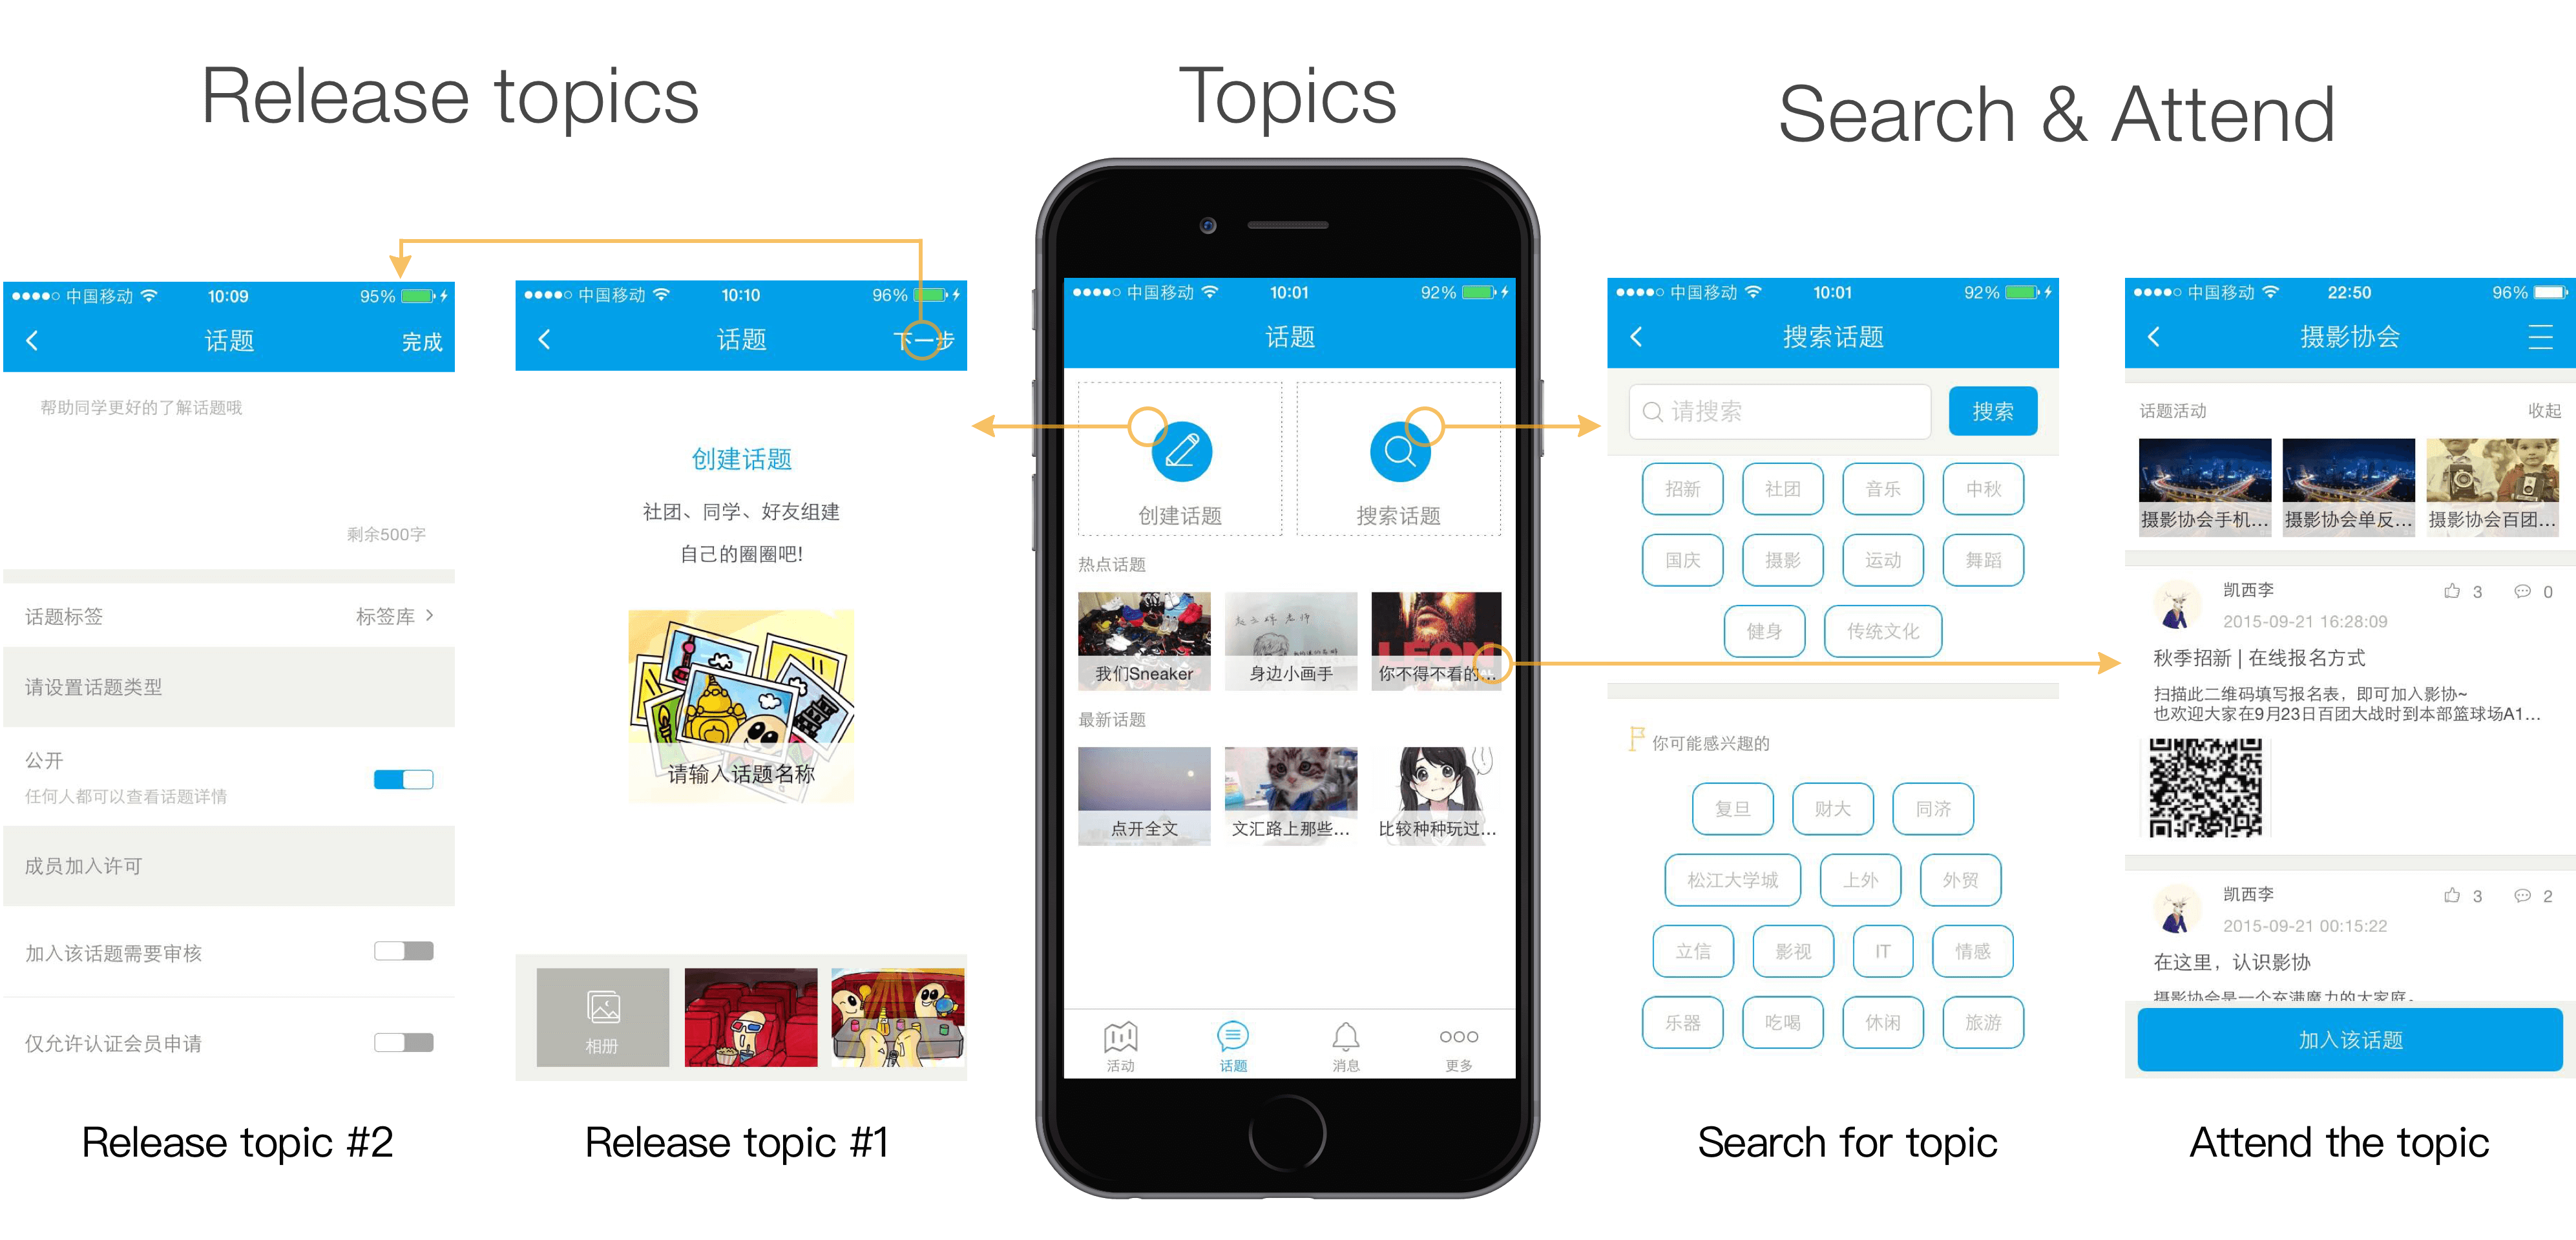 Release topics
Topics
Search & Attend
中国移动 10:09 95%
话题
完成
帮助同学更好的了解话题哦
剩余500字
话题标签
标签库
请设置话题类型
公开
任何人都可以查看话题详情
成员加入许可
加入该话题需要审核
仅允许认证会员申请
Release topic #2
中国移动 10:10 96%
话题
下一步
创建话题
社团、同学、好友组建
自己的圈圈吧!
请输入话题名称
相册
Release topic #1
中国移动 10:01 92%
话题
创建话题
搜索话题
热点话题
赵立辉老师
LEON
我们Sneaker
身边小画手
你不得不看的...
最新话题
点开全文
文汇路上那些...
比较种种玩过...
活动
话题
消息
更多
中国移动 10:01 92%
搜索话题
请搜索
搜索
招新 社团 音乐 中秋
国庆 摄影 运动 舞蹈
健身 传统文化
你可能感兴趣的
复旦 财大 同济
松江大学城 上外 外贸
立信 影视 IT 情感
乐器 吃喝 休闲 旅游
Search for topic
中国移动 22:50 96%
摄影协会
话题活动
收起
摄影协会手机...
摄影协会单反...
摄影协会百团...
凯西李
3 0
2015-09-21 16:28:09
秋季招新 | 在线报名方式
扫描此二维码填写报名表，即可加入影协~
也欢迎大家在9月23日百团大战时到本部篮球场A1...
凯西李
3 2
2015-09-21 00:15:22
在这里，认识影协
摄影协会是一个充满魔力的大家庭。
加入该话题
Attend the topic